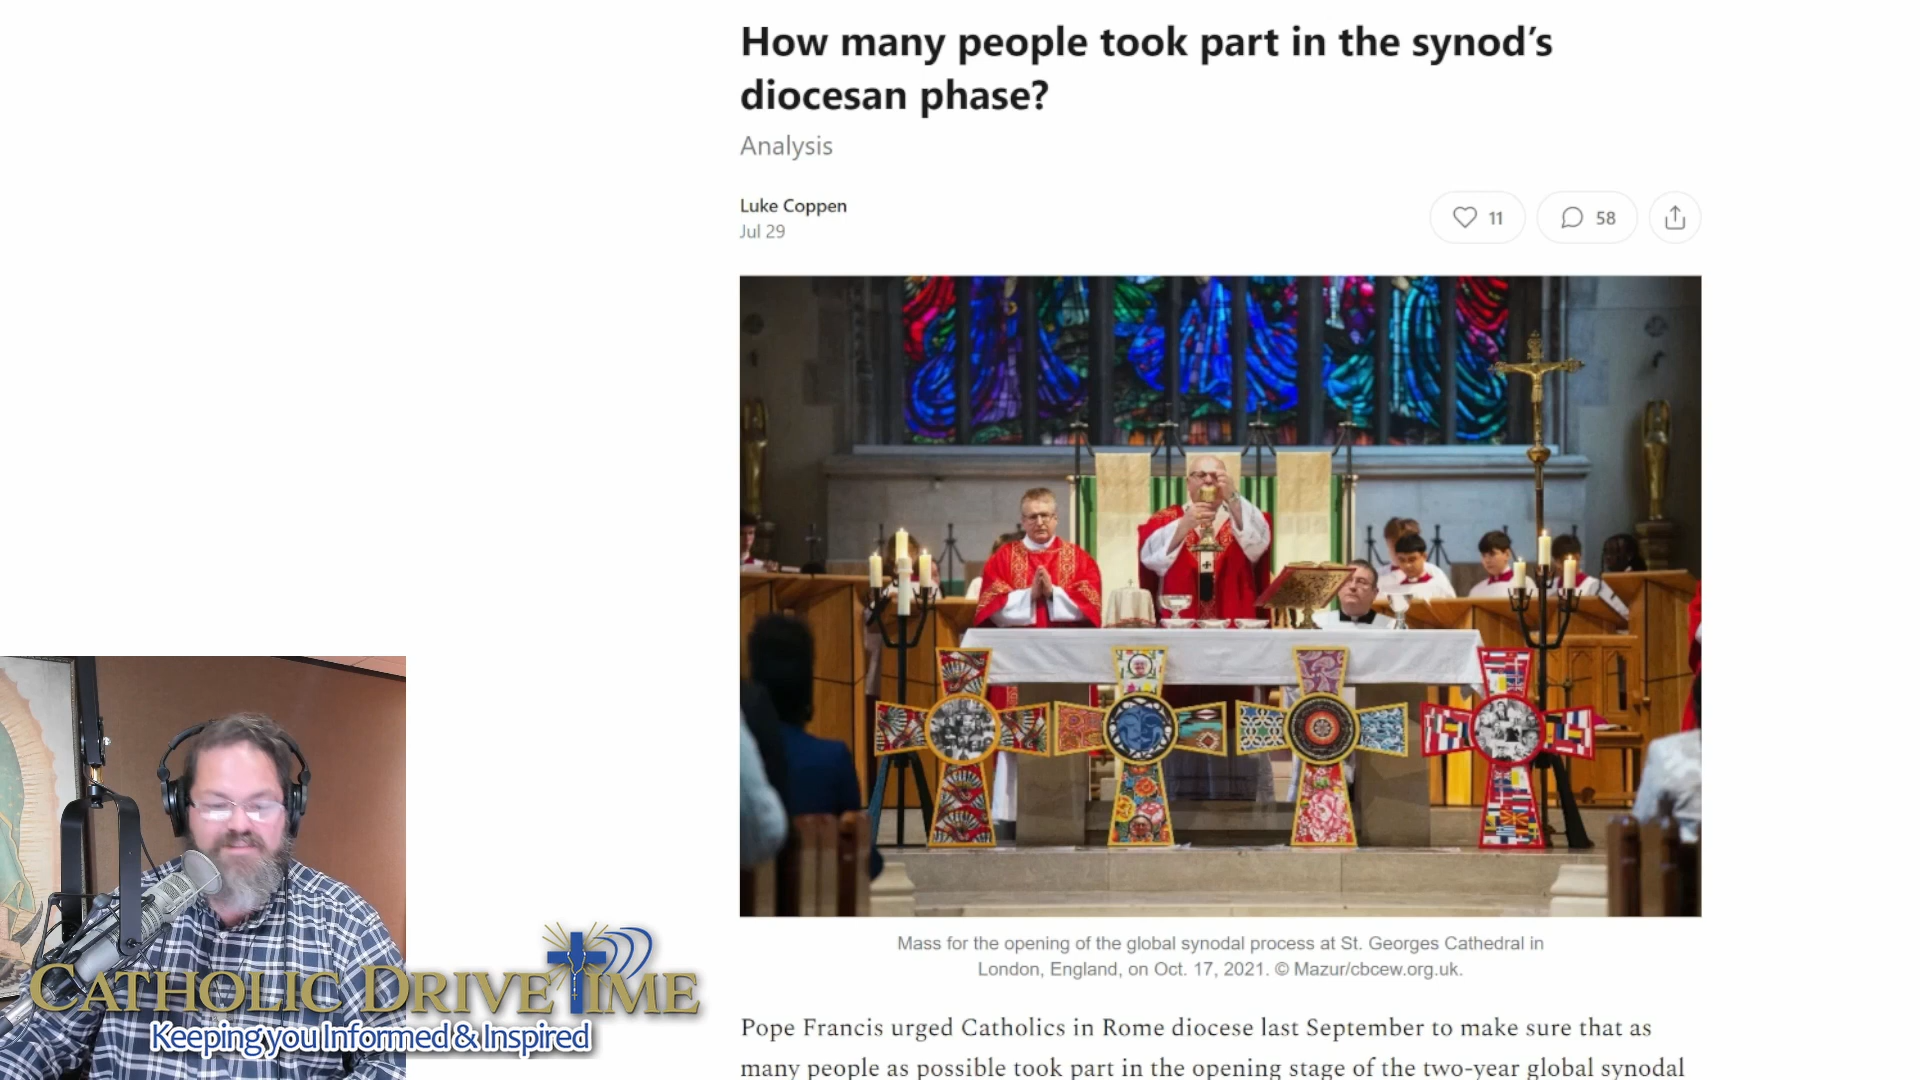 How many people took part in the synod’s
diocesan phase?
Analysis
Luke Coppen
Jul 29
11
58
Mass for the opening of the global synodal process at St. Georges Cathedral in
London, England, on Oct. 17, 2021. © Mazur/cbcew.org.uk.
Pope Francis urged Catholics in Rome diocese last September to make sure that as
many people as possible took part in the opening stage of the two-year global synodal
CATHOLIC DRIVETIME
Keeping you Informed & Inspired